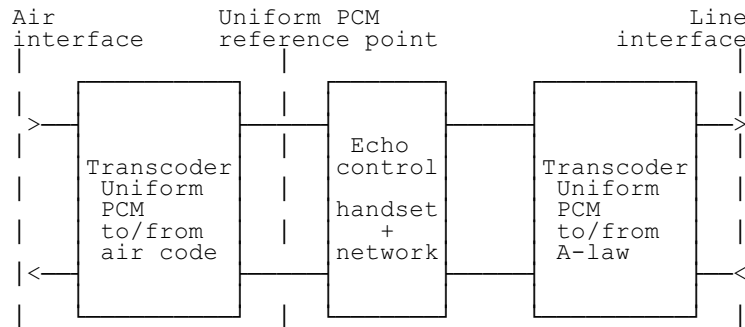 Air
interface
Uniform PCM
reference point
Line
interface
Transcoder
Uniform
PCM
to/from
air code
Echo
control
handset
+
network
Transcoder
Uniform
PCM
to/from
A-law